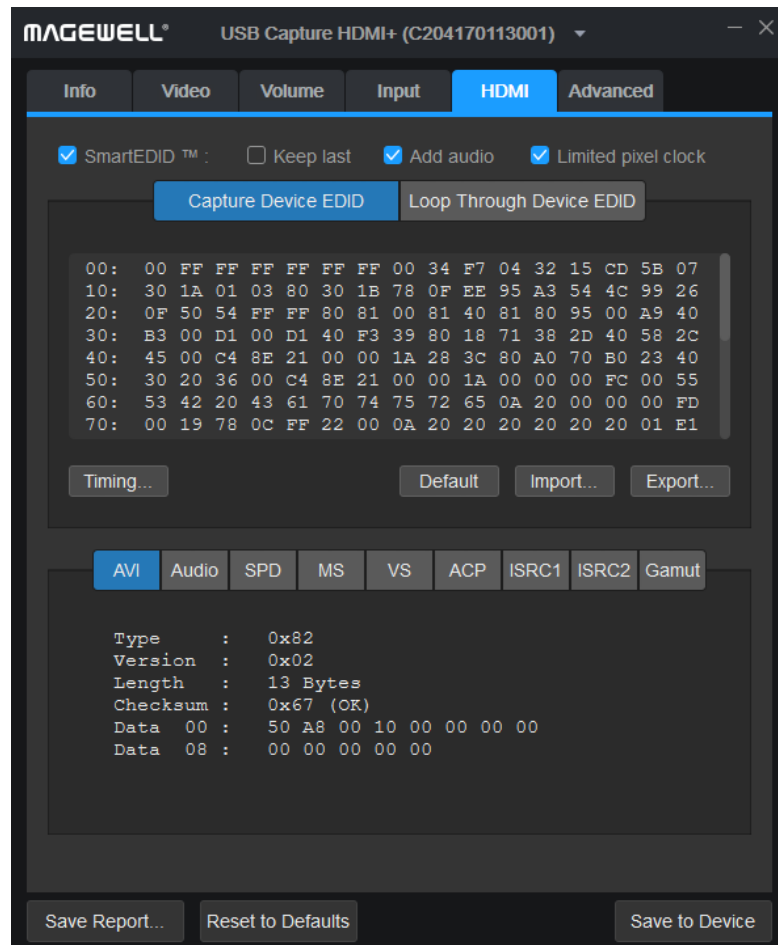 MAGEWELL® USB Capture HDMI+ (C204170113001)
Info Video Volume Input HDMI Advanced
SmartEDID ™ : Keep last Add audio Limited pixel clock
Capture Device EDID Loop Through Device EDID
00: 00 FF FF FF FF FF FF 00 34 F7 04 32 15 CD 5B 07
10: 30 1A 01 03 80 30 1B 78 0F EE 95 A3 54 4C 99 26
20: 0F 50 54 FF FF 80 81 00 81 40 81 80 95 00 A9 40
30: B3 00 D1 00 D1 40 F3 39 80 18 71 38 2D 40 58 2C
40: 45 00 C4 8E 21 00 00 1A 28 3C 80 A0 70 B0 23 40
50: 30 20 36 00 C4 8E 21 00 00 1A 00 00 00 FC 00 55
60: 53 42 20 43 61 70 74 75 72 65 0A 20 00 00 00 FD
70: 00 19 78 0C FF 22 00 0A 20 20 20 20 20 20 01 E1
Timing... Default Import... Export...
AVI Audio SPD MS VS ACP ISRC1 ISRC2 Gamut
Type : 0x82
Version : 0x02
Length : 13 Bytes
Checksum : 0x67 (OK)
Data 00 : 50 A8 00 10 00 00 00 00
Data 08 : 00 00 00 00 00
Save Report... Reset to Defaults Save to Device